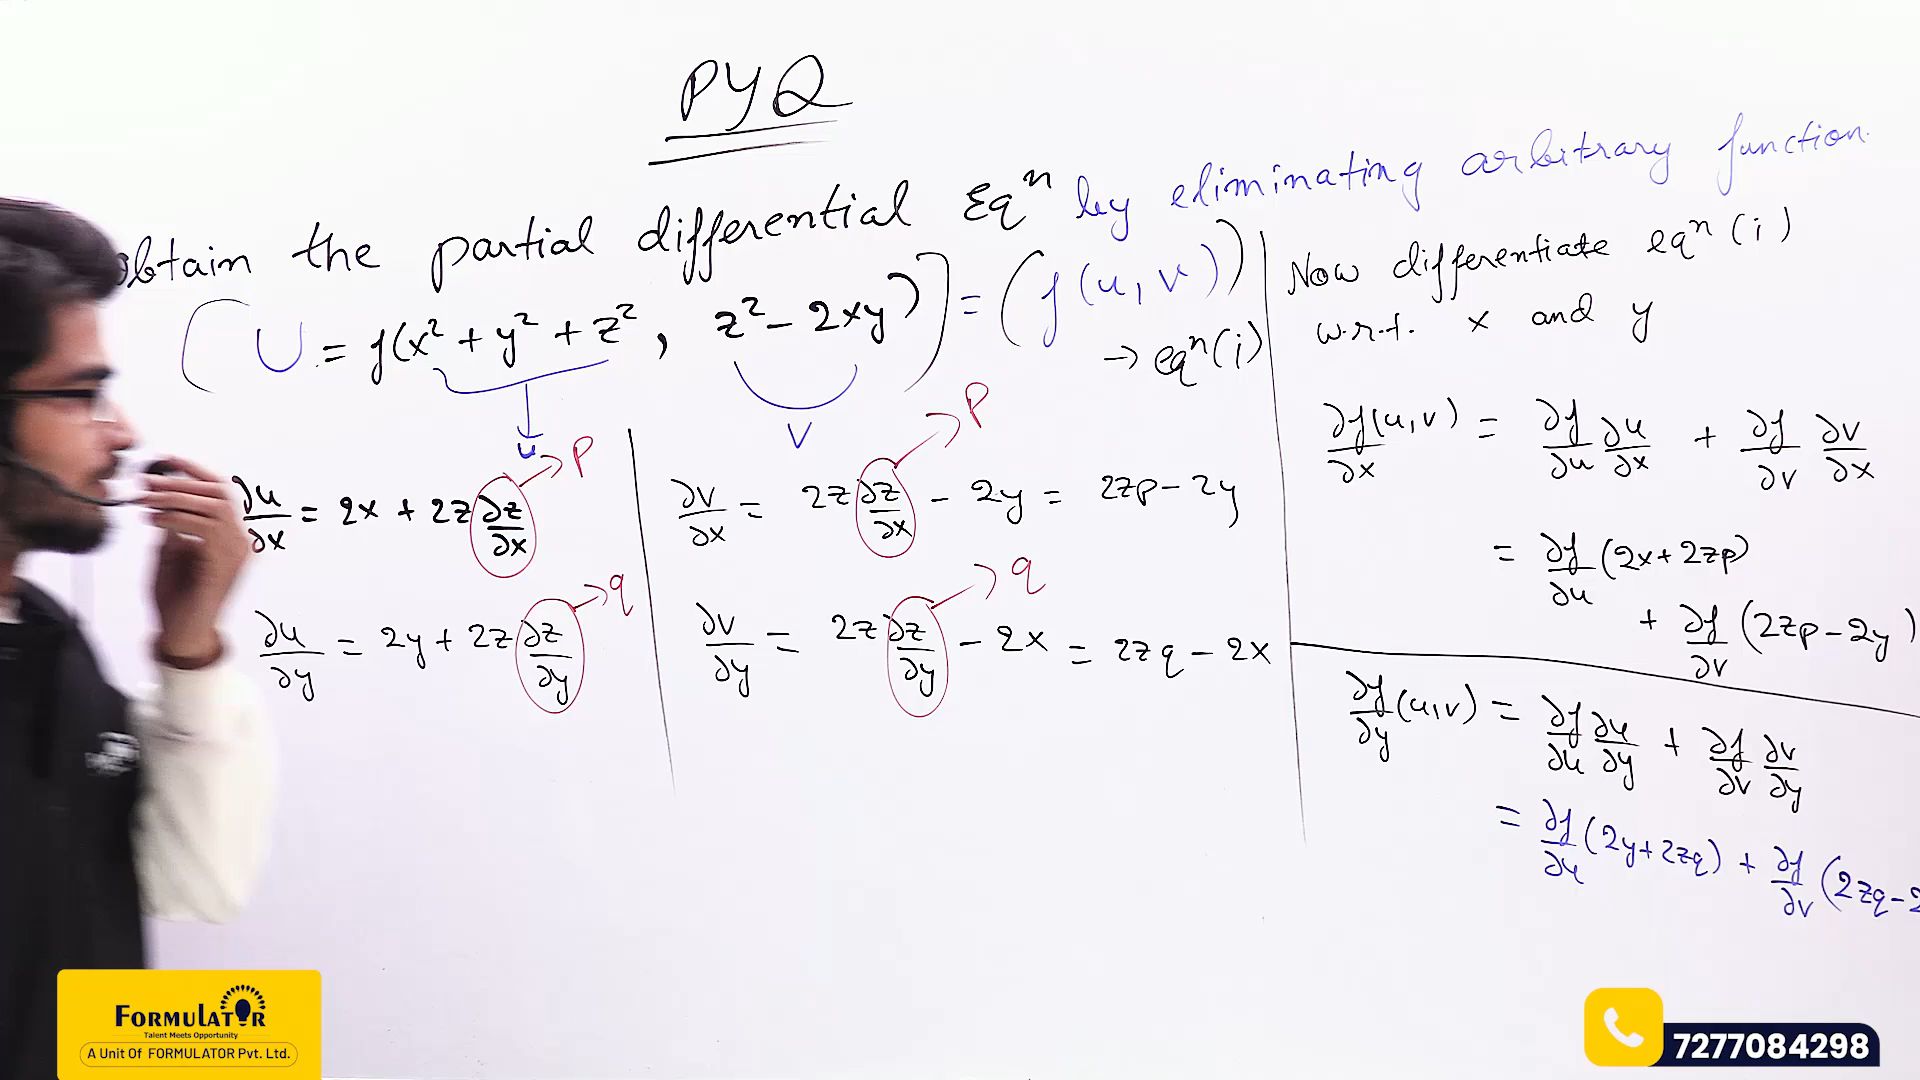 PYQ
obtain the partial differential Eqⁿ by eliminating arbitrary function.
( U = f(x² + y² + z² , z² - 2xy) ] = (f(u, v))
→ eqⁿ(i)
u
v
∂u/∂x = 2x + 2z ∂z/∂x → p
∂u/∂y = 2y + 2z ∂z/∂y → q
∂v/∂x = 2z ∂z/∂x - 2y = 2zp - 2y
→ p
∂v/∂y = 2z ∂z/∂y - 2x = 2zq - 2x
→ q
Now differentiate eqⁿ (i)
w.r.t. x and y
∂f(u,v)/∂x = ∂f/∂u ∂u/∂x + ∂f/∂v ∂v/∂x
= ∂f/∂u (2x + 2zp)
+ ∂f/∂v (2zp - 2y)
∂f/∂y (u,v) = ∂f/∂u ∂u/∂y + ∂f/∂v ∂v/∂y
= ∂f/∂u (2y + 2zq) + ∂f/∂v (2zq - 2
FORMULATOR
Talent Meets Opportunity
A Unit Of FORMULATOR Pvt. Ltd.
7277084298